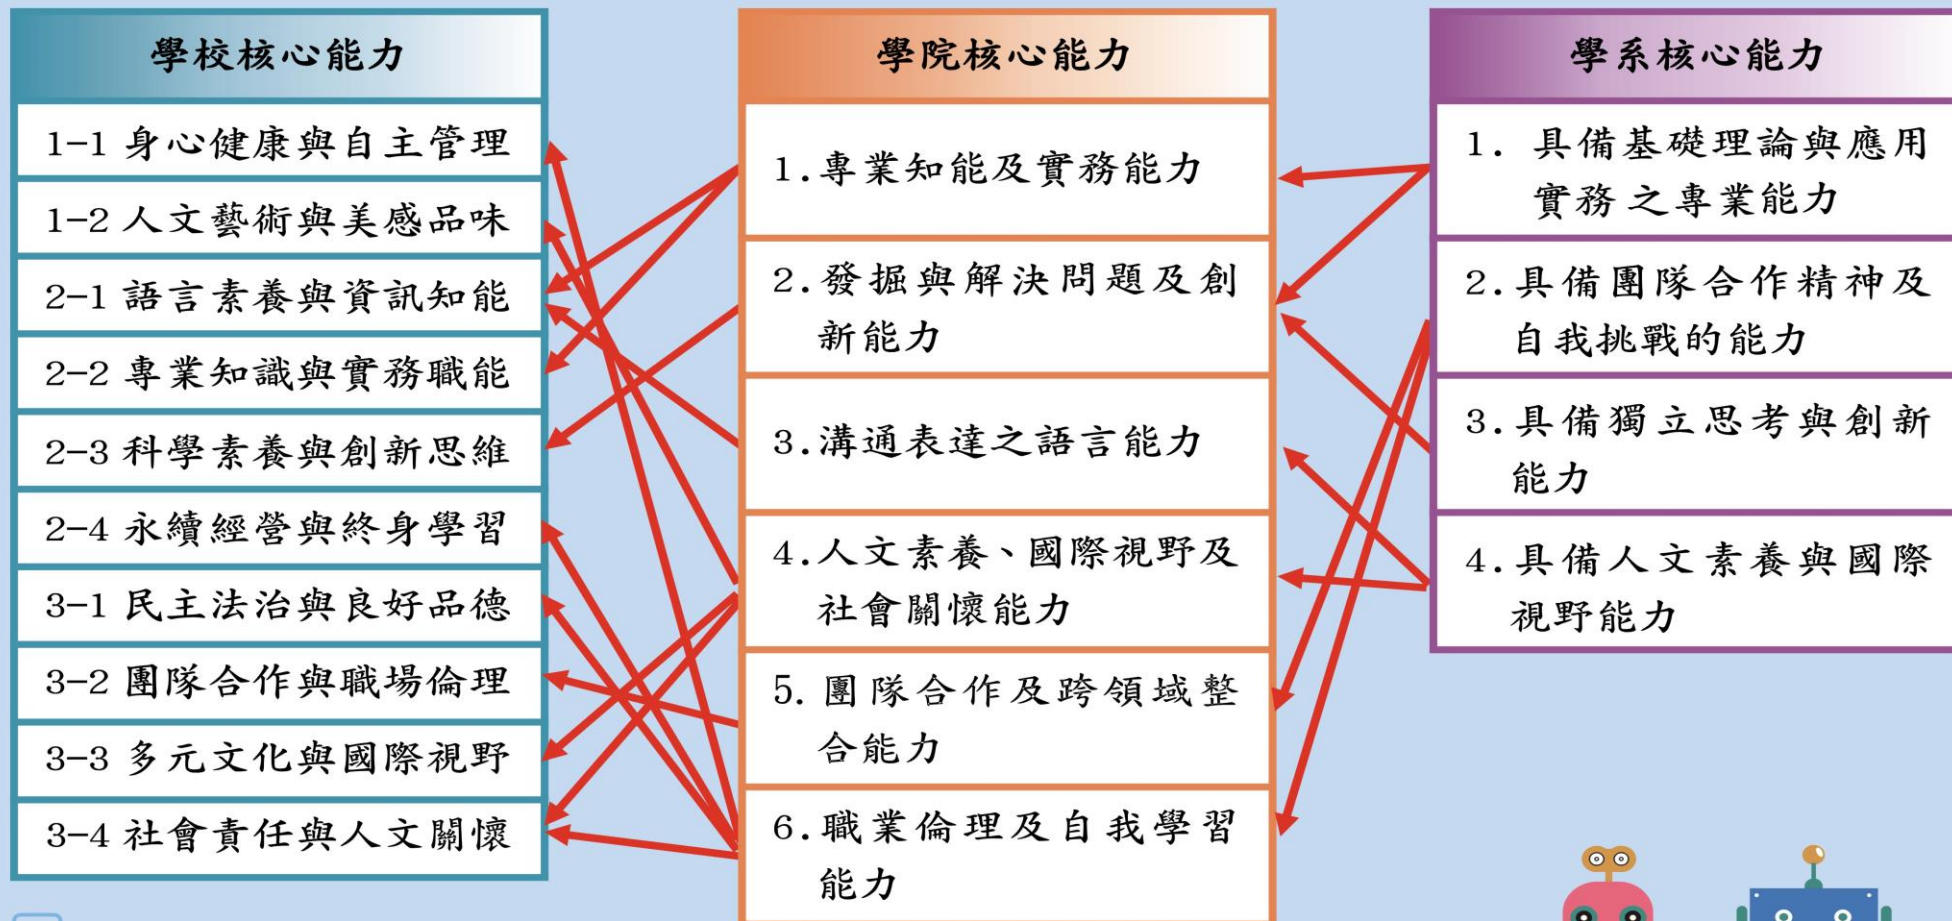 學校核心能力
1-1 身心健康與自主管理
1-2 人文藝術與美感品味
2-1 語言素養與資訊知能
2-2 專業知識與實務職能
2-3 科學素養與創新思維
2-4 永續經營與終身學習
3-1 民主法治與良好品德
3-2 團隊合作與職場倫理
3-3 多元文化與國際視野
3-4 社會責任與人文關懷
學院核心能力
1.專業知能及實務能力
2.發掘與解決問題及創
新能力
3.溝通表達之語言能力
4.人文素養、國際視野及
社會關懷能力
5. 團隊合作及跨領域整
合能力
6.職業倫理及自我學習
能力
學系核心能力
1. 具備基礎理論與應用
實務之專業能力
2.具備團隊合作精神及
自我挑戰的能力
3.具備獨立思考與創新
能力
4.具備人文素養與國際
視野能力